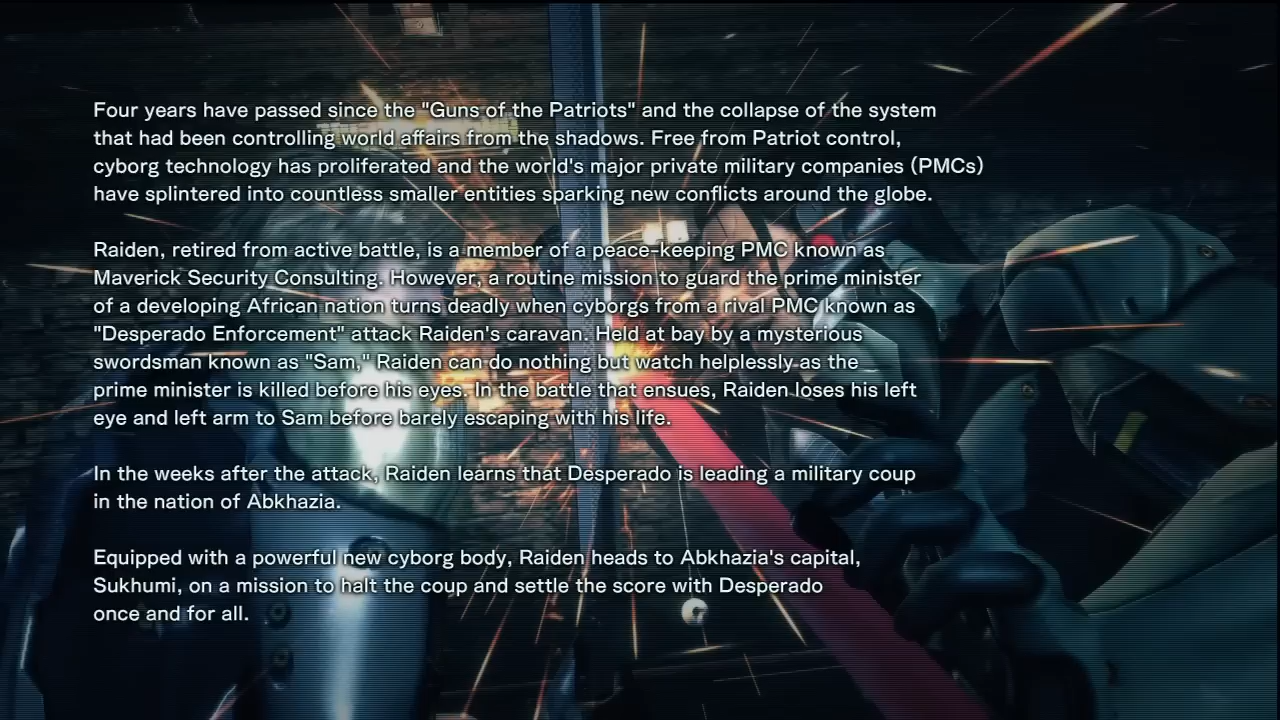 Four years have passed since the "Guns of the Patriots" and the collapse of the system
that had been controlling world affairs from the shadows. Free from Patriot control,
cyborg technology has proliferated and the world's major private military companies (PMCs)
have splintered into countless smaller entities sparking new conflicts around the globe.
Raiden, retired from active battle, is a member of a peace-keeping PMC known as
Maverick Security Consulting. However, a routine mission to guard the prime minister
of a developing African nation turns deadly when cyborgs from a rival PMC known as
"Desperado Enforcement" attack Raiden's caravan. Held at bay by a mysterious
swordsman known as "Sam," Raiden can do nothing but watch helplessly as the
prime minister is killed before his eyes. In the battle that ensues, Raiden loses his left
eye and left arm to Sam before barely escaping with his life.
In the weeks after the attack, Raiden learns that Desperado is leading a military coup
in the nation of Abkhazia.
Equipped with a powerful new cyborg body, Raiden heads to Abkhazia's capital,
Sukhumi, on a mission to halt the coup and settle the score with Desperado
once and for all.